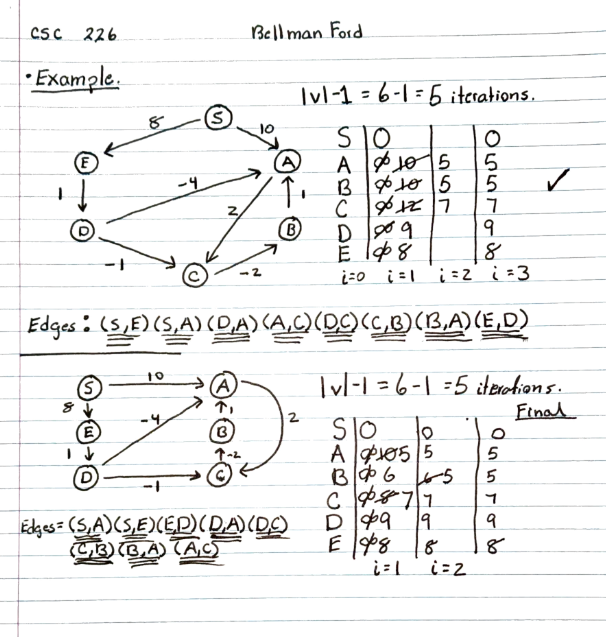 CSC 226 Bellman Ford
• Example.
|V|-1 = 6-1 = 5 iterations.
S
8
10
E
A
1
-4
2
1
D
B
-1
C
-2
S 0 0
A ∞ 10 5 5
B ∞ 10 5 5
C ∞ 12 7 7
D ∞ 9 9
E ∞ 8 8
i=0 i=1 i=2 i=3
✓
Edges: (S,E)(S,A)(D,A)(A,C)(D,C)(C,B)(B,A)(E,D)
S 10 A
8
E
-4
1
B
2
1
-2
D
-1
C
|V|-1 = 6-1 = 5 iterations.
Final
S 0 0 0
A ∞ 10 5 5 5
B ∞ 6 6 5 5
C ∞ 8 7 7 7
D ∞ 9 9 9
E ∞ 8 8 8
i=1 i=2
Edges = (S,A)(S,E)(E,D)(D,A)(D,C)
(C,B)(B,A)(A,C)